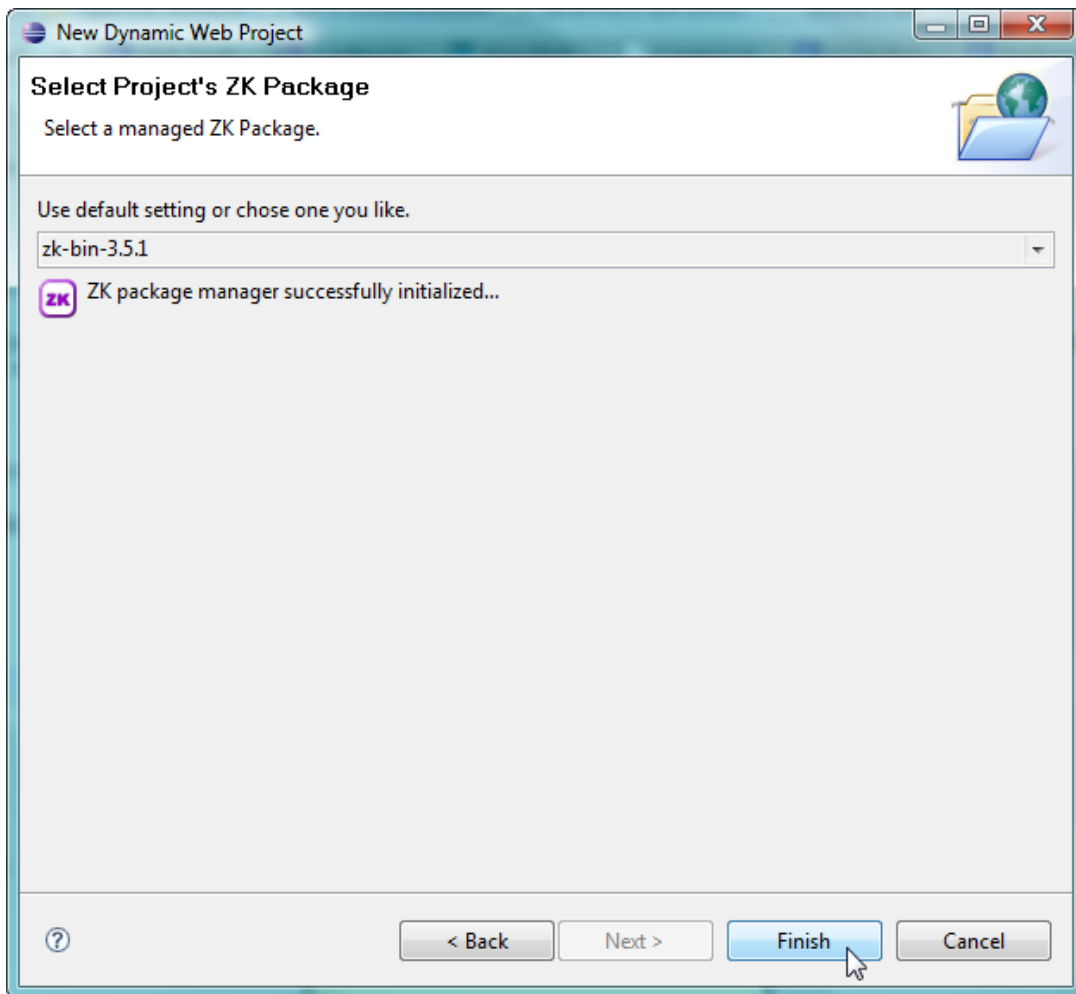 New Dynamic Web Project
Select Project's ZK Package
Select a managed ZK Package.
Use default setting or chose one you like.
zk-bin-3.5.1
ZK
ZK package manager successfully initialized...
?
< Back
Next >
Finish
Cancel